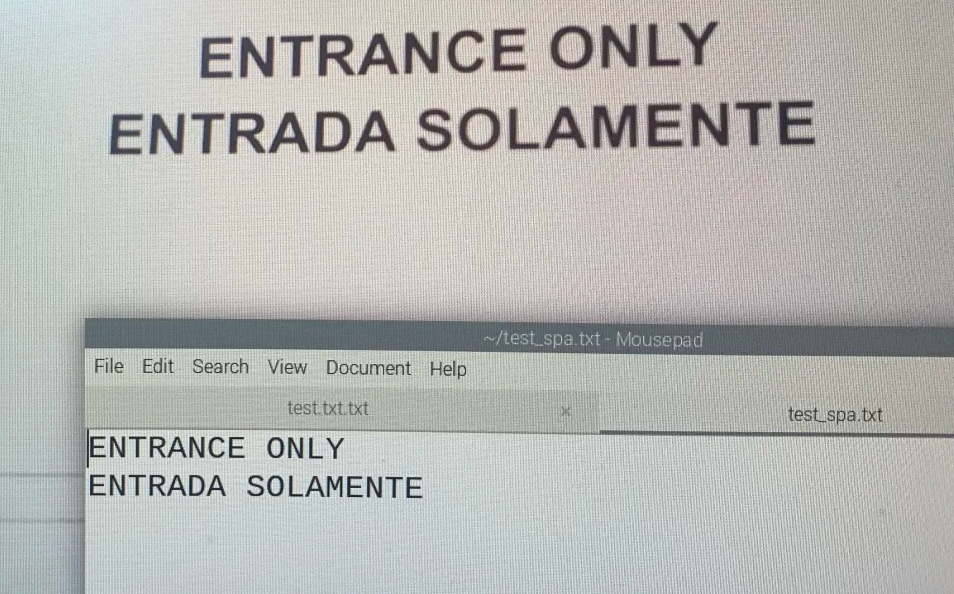 ENTRANCE ONLY
ENTRADA SOLAMENTE
~/test_spa.txt - Mousepad
File Edit Search View Document Help
test.txt.txt × test_spa.txt
ENTRANCE ONLY
ENTRADA SOLAMENTE